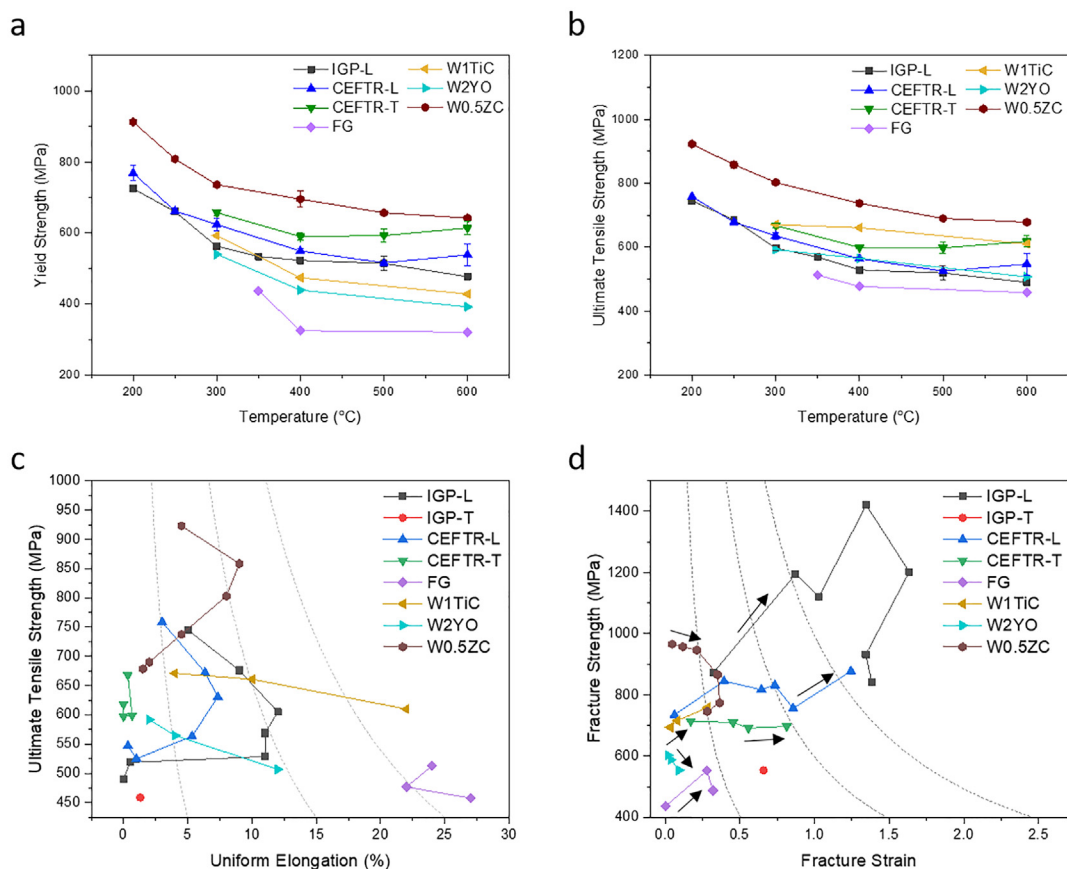 a
IGP-L
W1TiC
CEFTR-L
W2YO
CEFTR-T
W0.5ZC
FG
1000
800
600
400
200
Yield Strength (MPa)
200
300
400
500
600
Temperature (°C)
b
IGP-L
W1TiC
CEFTR-L
W2YO
CEFTR-T
W0.5ZC
FG
1200
1000
800
600
400
200
Ultimate Tensile Strength (MPa)
200
300
400
500
600
Temperature (°C)
c
IGP-L
IGP-T
CEFTR-L
CEFTR-T
FG
W1TiC
W2YO
W0.5ZC
1000
950
900
850
800
750
700
650
600
550
500
450
Ultimate Tensile Strength (MPa)
0
5
10
15
20
25
30
Uniform Elongation (%)
d
IGP-L
IGP-T
CEFTR-L
CEFTR-T
FG
W1TiC
W2YO
W0.5ZC
1400
1200
1000
800
600
400
Fracture Strength (MPa)
0.0
0.5
1.0
1.5
2.0
2.5
Fracture Strain